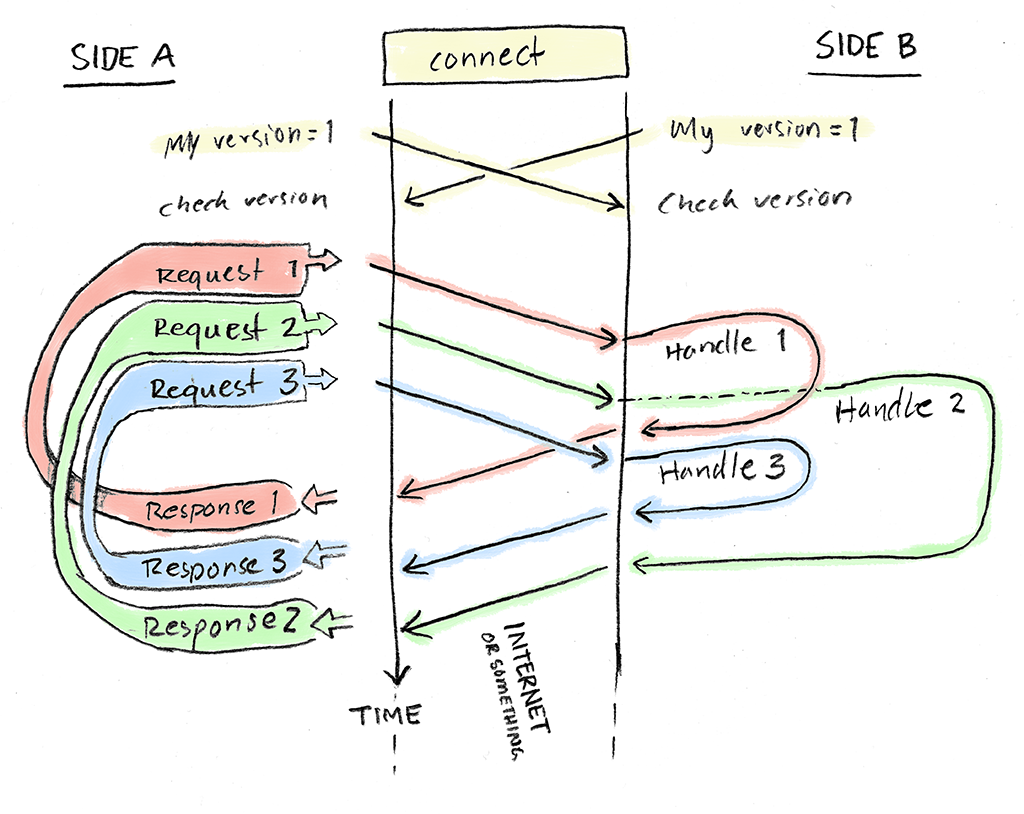 SIDE A
connect
SIDE B
My version = 1
My version = 1
check version
Check version
Request 1
Request 2
Request 3
Handle 1
Handle 2
Handle 3
Response 1
Response 3
Response 2
INTERNET
OR SOMETHING
TIME